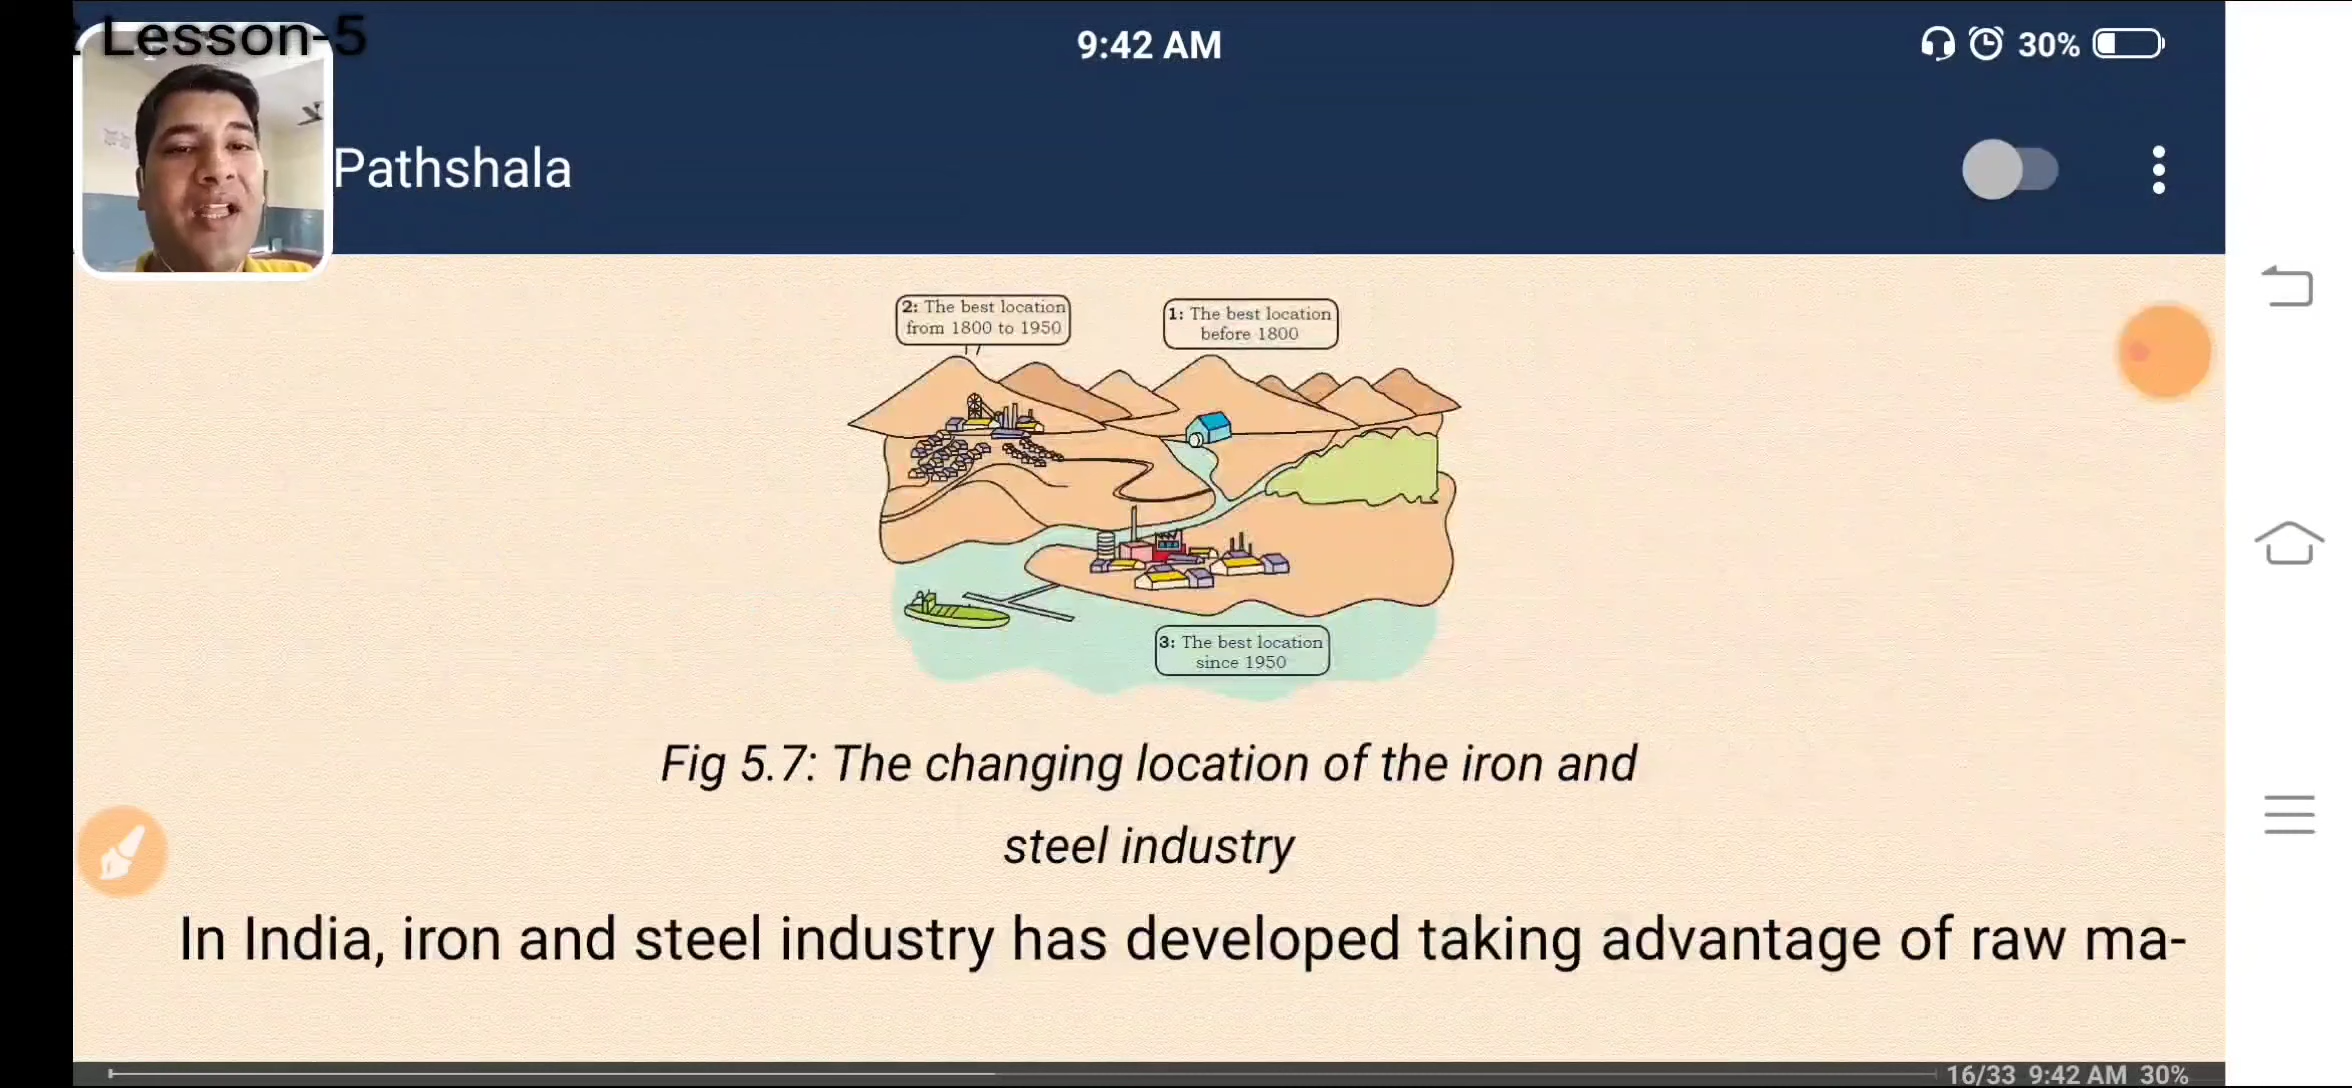 Lesson-5
9:42 AM
30%
Pathshala
2: The best location
from 1800 to 1950
1: The best location
before 1800
3: The best location
since 1950
Fig 5.7: The changing location of the iron and
steel industry
In India, iron and steel industry has developed taking advantage of raw ma-
16/33 9:42 AM 30%